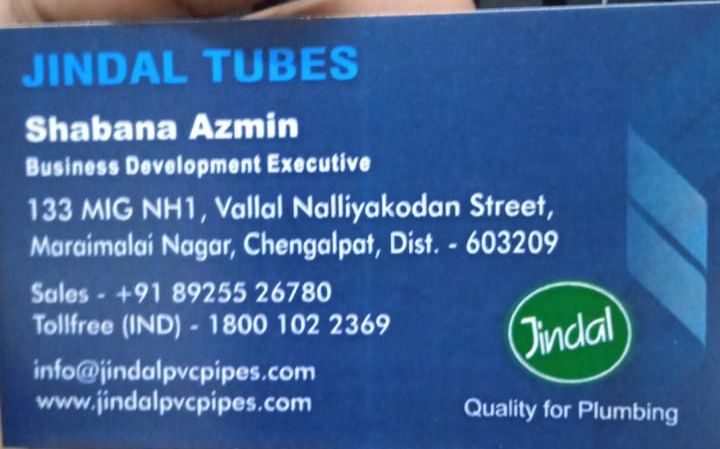 JINDAL TUBES
Shabana Azmin
Business Development Executive
133 MIG NH1, Vallal Nalliyakodan Street,
Maraimalai Nagar, Chengalpat, Dist. - 603209
Sales - +91 89255 26780
Tollfree (IND) - 1800 102 2369
info@jindalpvcpipes.com
www.jindalpvcpipes.com
Jindal
Quality for Plumbing